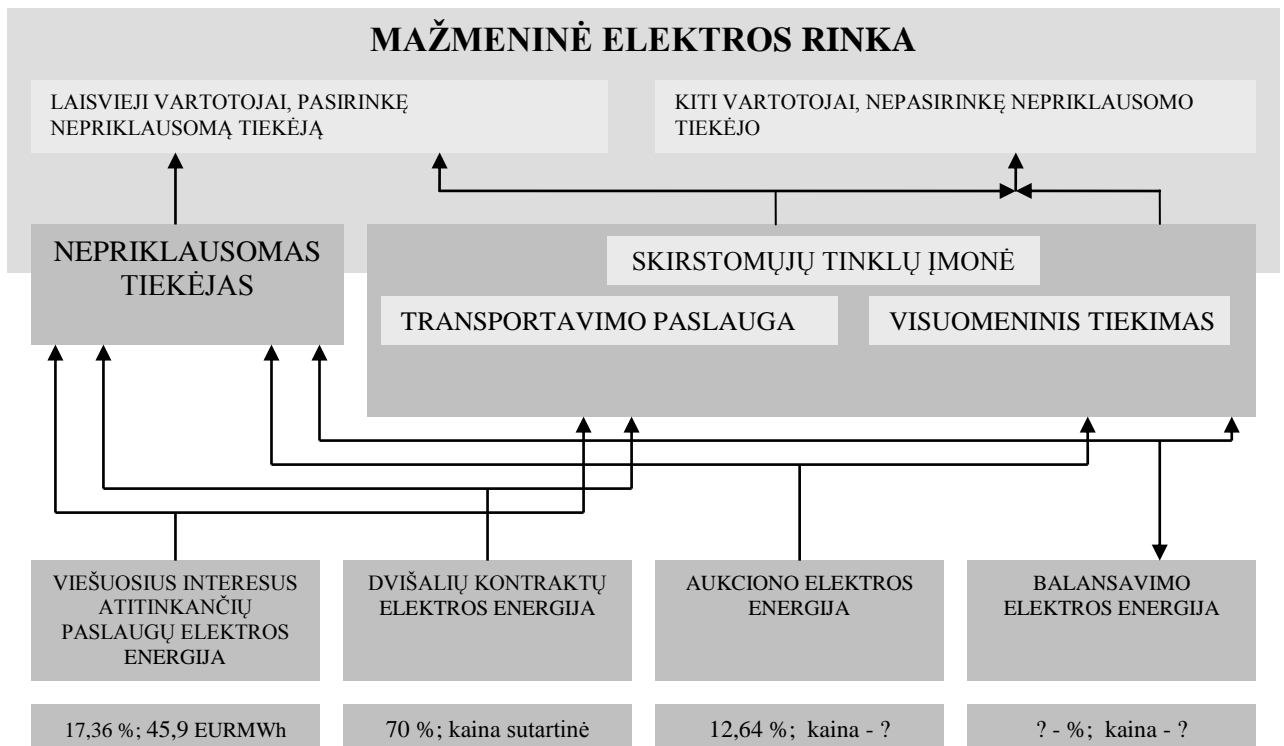 MAŽMENINĖ ELEKTROS RINKA
LAISVIEJI VARTOTOJAI, PASIRINKĘ
NEPRIKLAUSOMĄ TIEKĖJĄ
KITI VARTOTOJAI, NEPASIRINKĘ NEPRIKLAUSOMO
TIEKĖJO
NEPRIKLAUSOMAS
TIEKĖJAS
SKIRSTOMŲJŲ TINKLŲ ĮMONĖ
TRANSPORTAVIMO PASLAUGA
VISUOMENINIS TIEKIMAS
VIEŠUOSIUS INTERESUS
ATITINKANČIŲ
PASLAUGŲ ELEKTROS
ENERGIJA
DVIŠALIŲ KONTRAKTŲ
ELEKTROS ENERGIJA
AUKCIONO ELEKTROS
ENERGIJA
BALANSAVIMO
ELEKTROS ENERGIJA
17,36 %; 45,9 EURMWh
70 %; kaina sutartinė
12,64 %; kaina - ?
? - %; kaina - ?